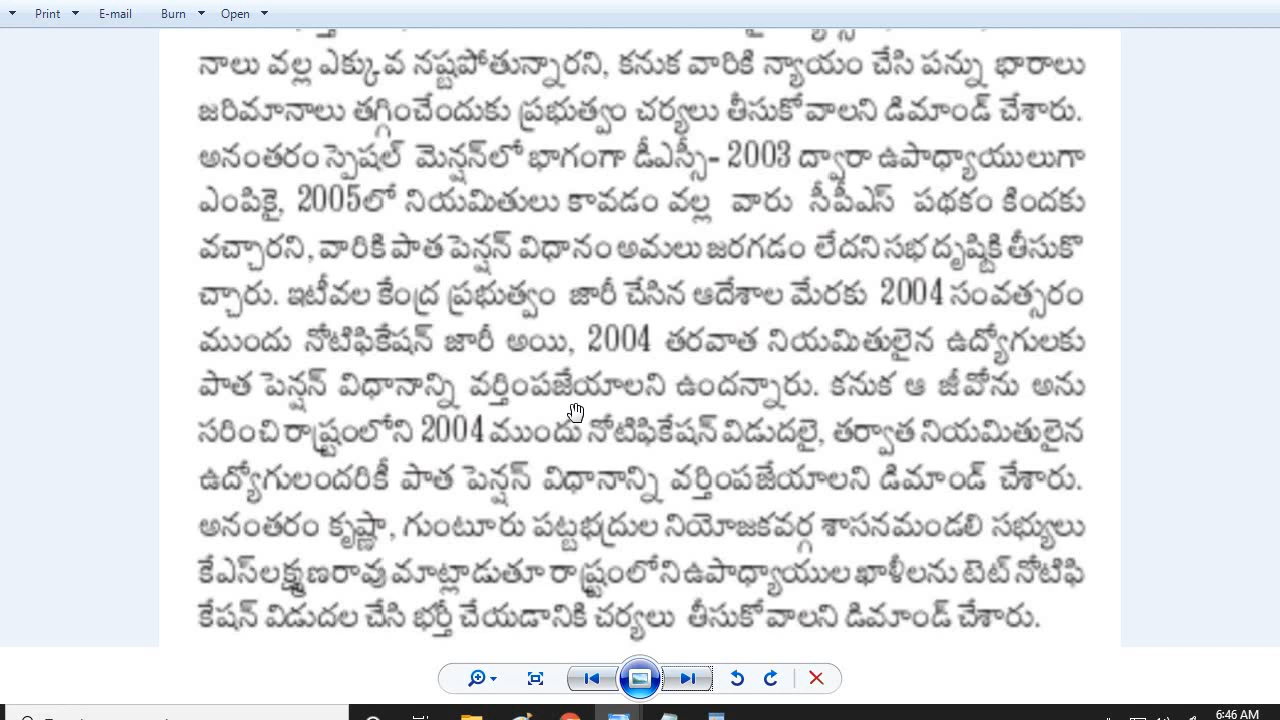 Print E-mail Burn Open
నాలు వల్ల ఎక్కువ నష్టపోతున్నారని, కనుక వారికి న్యాయం చేసి పన్ను భారాలు
జరిమానాలు తగ్గించేందుకు ప్రభుత్వం చర్యలు తీసుకోవాలని డిమాండ్ చేశారు.
అనంతరం స్పెషల్ మెన్షన్‌లో భాగంగా డీఎస్సీ- 2003 ద్వారా ఉపాధ్యాయులుగా
ఎంపికై, 2005లో నియమితులు కావడం వల్ల వారు సీపీఎస్ పథకం కిందకు
వచ్చారని, వారికి పాత పెన్షన్ విధానం అమలు జరగడం లేదని సభ దృష్టికి తీసుకొ
చ్చారు. ఇటీవల కేంద్ర ప్రభుత్వం జారీ చేసిన ఆదేశాల మేరకు 2004 సంవత్సరం
ముందు నోటిఫికేషన్ జారీ అయి, 2004 తరవాత నియమితులైన ఉద్యోగులకు
పాత పెన్షన్ విధానాన్ని వర్తింపజేయాలని ఉందన్నారు. కనుక ఆ జీవోను అను
సరించి రాష్ట్రంలోని 2004 ముందు నోటిఫికేషన్ విడుదలై, తర్వాత నియమితులైన
ఉద్యోగులందరికీ పాత పెన్షన్ విధానాన్ని వర్తింపజేయాలని డిమాండ్ చేశారు.
అనంతరం కృష్ణా, గుంటూరు పట్టభద్రుల నియోజకవర్గ శాసనమండలి సభ్యులు
కేఎస్‌లక్ష్మణరావు మాట్లాడుతూ రాష్ట్రంలోని ఉపాధ్యాయుల ఖాళీలను టెట్ నోటిఫి
కేషన్ విడుదల చేసి భర్తీ చేయడానికి చర్యలు తీసుకోవాలని డిమాండ్ చేశారు.
6:46 AM